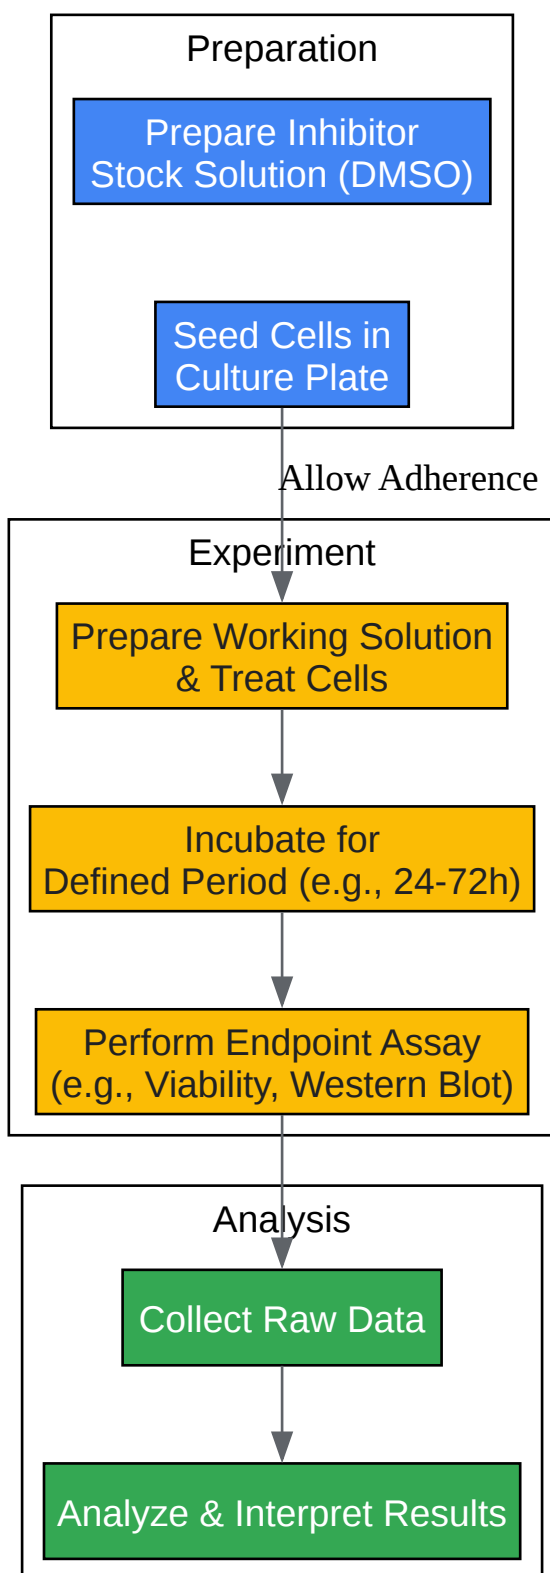 Preparation
Prepare Inhibitor
Stock Solution (DMSO)
Seed Cells in
Culture Plate
Allow Adherence
Experiment
Prepare Working Solution
& Treat Cells
Incubate for
Defined Period (e.g., 24-72h)
Perform Endpoint Assay
(e.g., Viability, Western Blot)
Analysis
Collect Raw Data
Analyze & Interpret Results